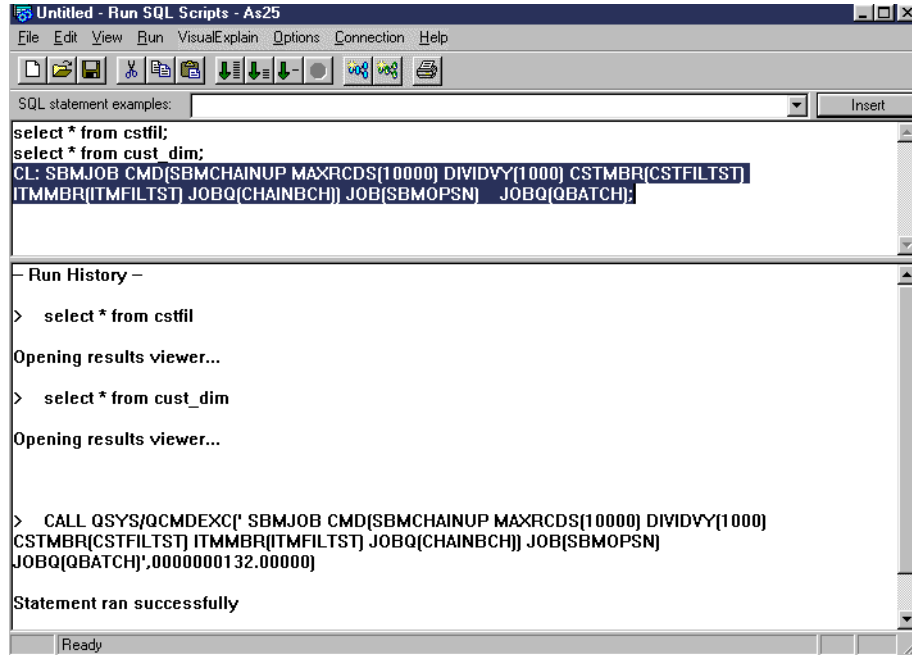 Untitled - Run SQL Scripts - As25
File Edit View Run VisualExplain Options Connection Help
SQL statement examples:
Insert
select * from cstfil;
select * from cust_dim;
CL: SBMJOB CMD(SBMCHAINUP MAXRCDS(10000) DIVIDVY(1000) CSTMBR(CSTFILTST)
ITMMBR(ITMFILTST) JOBQ(CHAINBCH)) JOB(SBMOPSN) JOBQ(QBATCH);
– Run History –
> select * from cstfil
Opening results viewer...
> select * from cust_dim
Opening results viewer...
> CALL QSYS/QCMDEXC(' SBMJOB CMD(SBMCHAINUP MAXRCDS(10000) DIVIDVY(1000)
CSTMBR(CSTFILTST) ITMMBR(ITMFILTST) JOBQ(CHAINBCH)) JOB(SBMOPSN)
JOBQ(QBATCH)',0000000132.00000)
Statement ran successfully
Ready